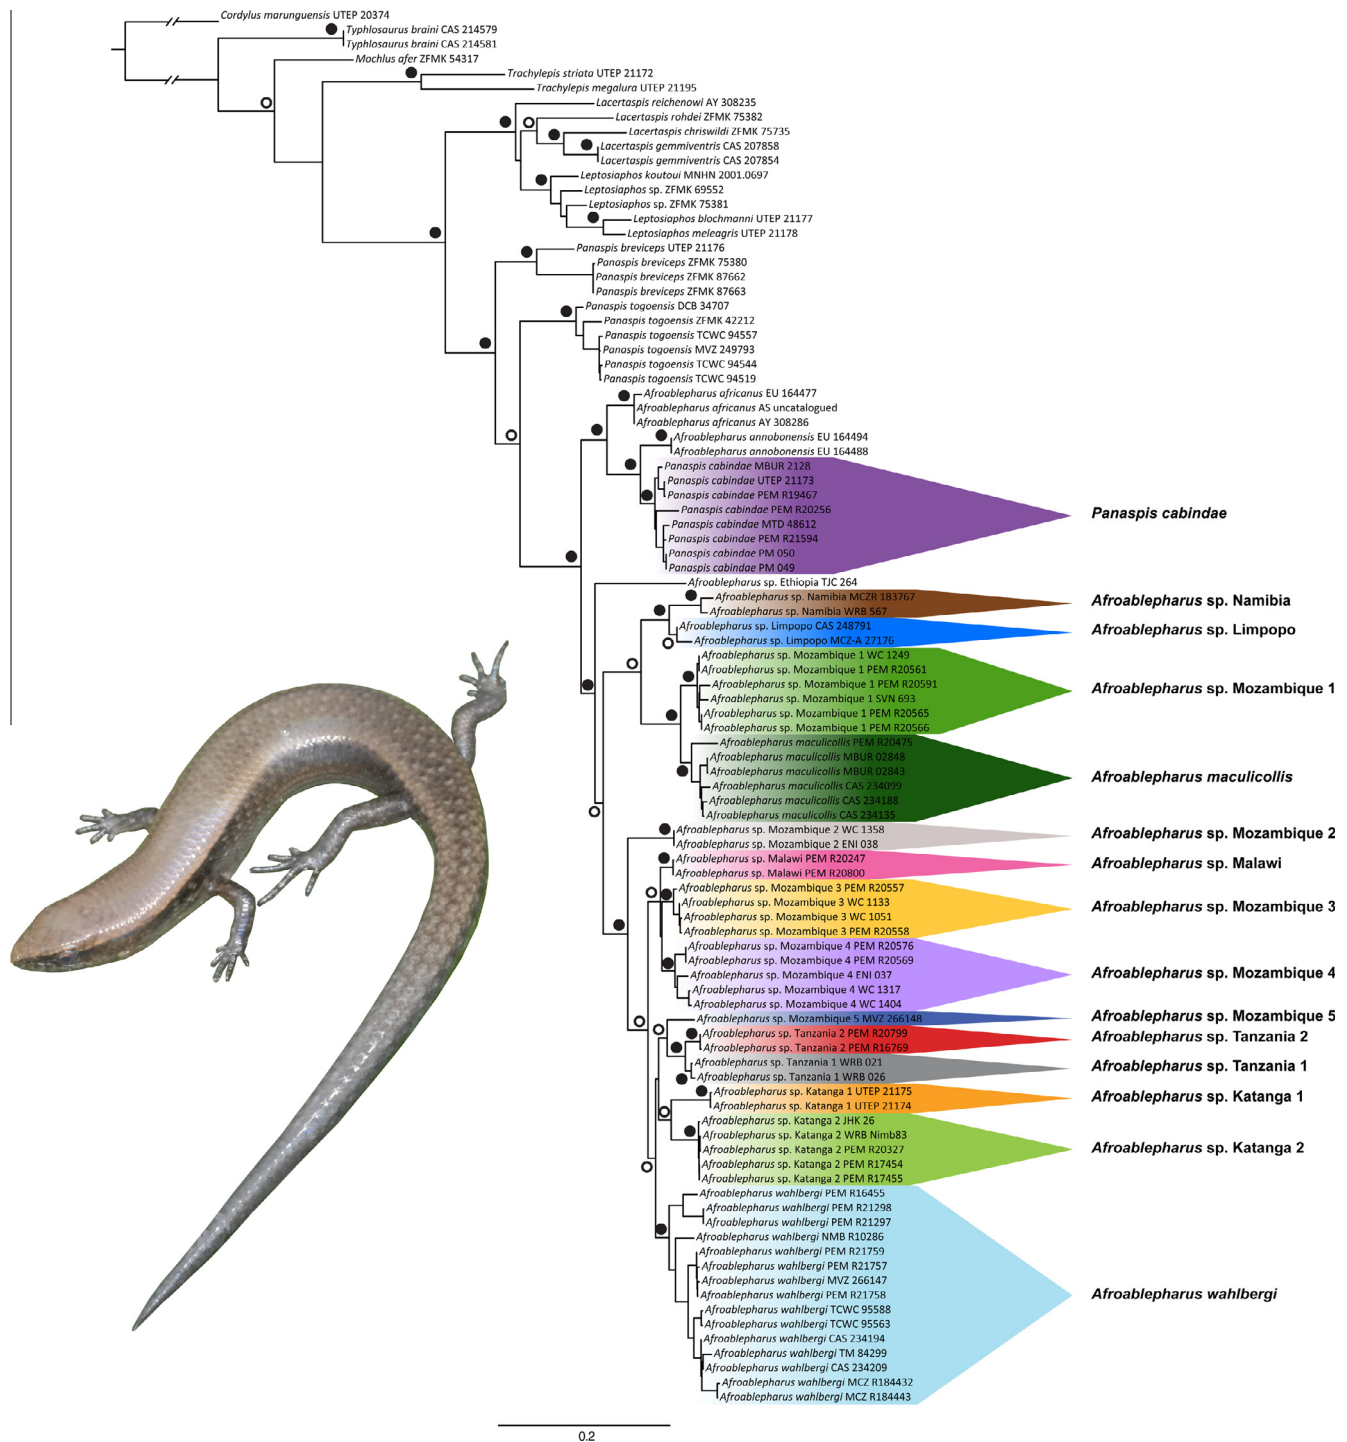 Cordylus marunguensis UTEP 20374
Typhlosaurus braini CAS 214579
Typhlosaurus braini CAS 214581
Mochlus afer ZFMK 54317
Trachylepis striata UTEP 21172
Trachylepis megalura UTEP 21195
Lacertaspis reichenowi AY 308235
Lacertaspis rohdei ZFMK 75382
Lacertaspis chriswildi ZFMK 75735
Lacertaspis gemmiventris CAS 207858
Lacertaspis gemmiventris CAS 207854
Leptosiaphos koutoui MNHN 2001.0697
Leptosiaphos sp. ZFMK 69552
Leptosiaphos sp. ZFMK 75381
Leptosiaphos blochmanni UTEP 21177
Leptosiaphos meleagris UTEP 21178
Panaspis breviceps UTEP 21176
Panaspis breviceps ZFMK 75380
Panaspis breviceps ZFMK 87662
Panaspis breviceps ZFMK 87663
Panaspis togoensis DCB 34707
Panaspis togoensis ZFMK 42212
Panaspis togoensis TCWC 94557
Panaspis togoensis MVZ 249793
Panaspis togoensis TCWC 94544
Panaspis togoensis TCWC 94519
Afroablepharus africanus EU 164477
Afroablepharus africanus AS uncatalogued
Afroablepharus africanus AY 308286
Afroablepharus annobonensis EU 164494
Afroablepharus annobonensis EU 164488
Panaspis cabindae MBUR 2128
Panaspis cabindae UTEP 21173
Panaspis cabindae PEM R19467
Panaspis cabindae PEM R20256
Panaspis cabindae
Panaspis cabindae MTD 48612
Panaspis cabindae PEM R21594
Panaspis cabindae PM 050
Panaspis cabindae PM 049
Afroablepharus sp. Ethiopia TJC 264
Afroablepharus sp. Namibia MCZR 183767
Afroablepharus sp. Namibia
Afroablepharus sp. Namibia WRB 567
Afroablepharus sp. Limpopo CAS 248791
Afroablepharus sp. Limpopo
Afroablepharus sp. Limpopo MCZ-A 27176
Afroablepharus sp. Mozambique 1 WC 1249
Afroablepharus sp. Mozambique 1 PEM R20561
Afroablepharus sp. Mozambique 1 PEM R20591
Afroablepharus sp. Mozambique 1
Afroablepharus sp. Mozambique 1 SVN 693
Afroablepharus sp. Mozambique 1 PEM R20565
Afroablepharus sp. Mozambique 1 PEM R20566
Afroablepharus maculicollis PEM R20475
Afroablepharus maculicollis MBUR 02848
Afroablepharus maculicollis MBUR 02843
Afroablepharus maculicollis
Afroablepharus maculicollis CAS 234099
Afroablepharus maculicollis CAS 234188
Afroablepharus maculicollis CAS 234135
Afroablepharus sp. Mozambique 2 WC 1358
Afroablepharus sp. Mozambique 2
Afroablepharus sp. Mozambique 2 ENI 038
Afroablepharus sp. Malawi PEM R20247
Afroablepharus sp. Malawi
Afroablepharus sp. Malawi PEM R20800
Afroablepharus sp. Mozambique 3 PEM R20557
Afroablepharus sp. Mozambique 3 WC 1133
Afroablepharus sp. Mozambique 3
Afroablepharus sp. Mozambique 3 WC 1051
Afroablepharus sp. Mozambique 3 PEM R20558
Afroablepharus sp. Mozambique 4 PEM R20576
Afroablepharus sp. Mozambique 4 PEM R20569
Afroablepharus sp. Mozambique 4 ENI 037
Afroablepharus sp. Mozambique 4
Afroablepharus sp. Mozambique 4 WC 1317
Afroablepharus sp. Mozambique 4 WC 1404
Afroablepharus sp. Mozambique 5 MVZ 266148
Afroablepharus sp. Mozambique 5
Afroablepharus sp. Tanzania 2 PEM R20799
Afroablepharus sp. Tanzania 2
Afroablepharus sp. Tanzania 2 PEM R16769
Afroablepharus sp. Tanzania 1 WRB 021
Afroablepharus sp. Tanzania 1
Afroablepharus sp. Tanzania 1 WRB 026
Afroablepharus sp. Katanga 1 UTEP 21175
Afroablepharus sp. Katanga 1
Afroablepharus sp. Katanga 1 UTEP 21174
Afroablepharus sp. Katanga 2 JHK 26
Afroablepharus sp. Katanga 2 WRB Nimb83
Afroablepharus sp. Katanga 2 PEM R20327
Afroablepharus sp. Katanga 2
Afroablepharus sp. Katanga 2 PEM R17454
Afroablepharus sp. Katanga 2 PEM R17455
Afroablepharus wahlbergi PEM R16455
Afroablepharus wahlbergi PEM R21298
Afroablepharus wahlbergi PEM R21297
Afroablepharus wahlbergi NMB R10286
Afroablepharus wahlbergi PEM R21759
Afroablepharus wahlbergi PEM R21757
Afroablepharus wahlbergi MVZ 266147
Afroablepharus wahlbergi PEM R21758
Afroablepharus wahlbergi
Afroablepharus wahlbergi TCWC 95588
Afroablepharus wahlbergi TCWC 95563
Afroablepharus wahlbergi CAS 234194
Afroablepharus wahlbergi TM 84299
Afroablepharus wahlbergi CAS 234209
Afroablepharus wahlbergi MCZ R184432
Afroablepharus wahlbergi MCZ R184443
0.2